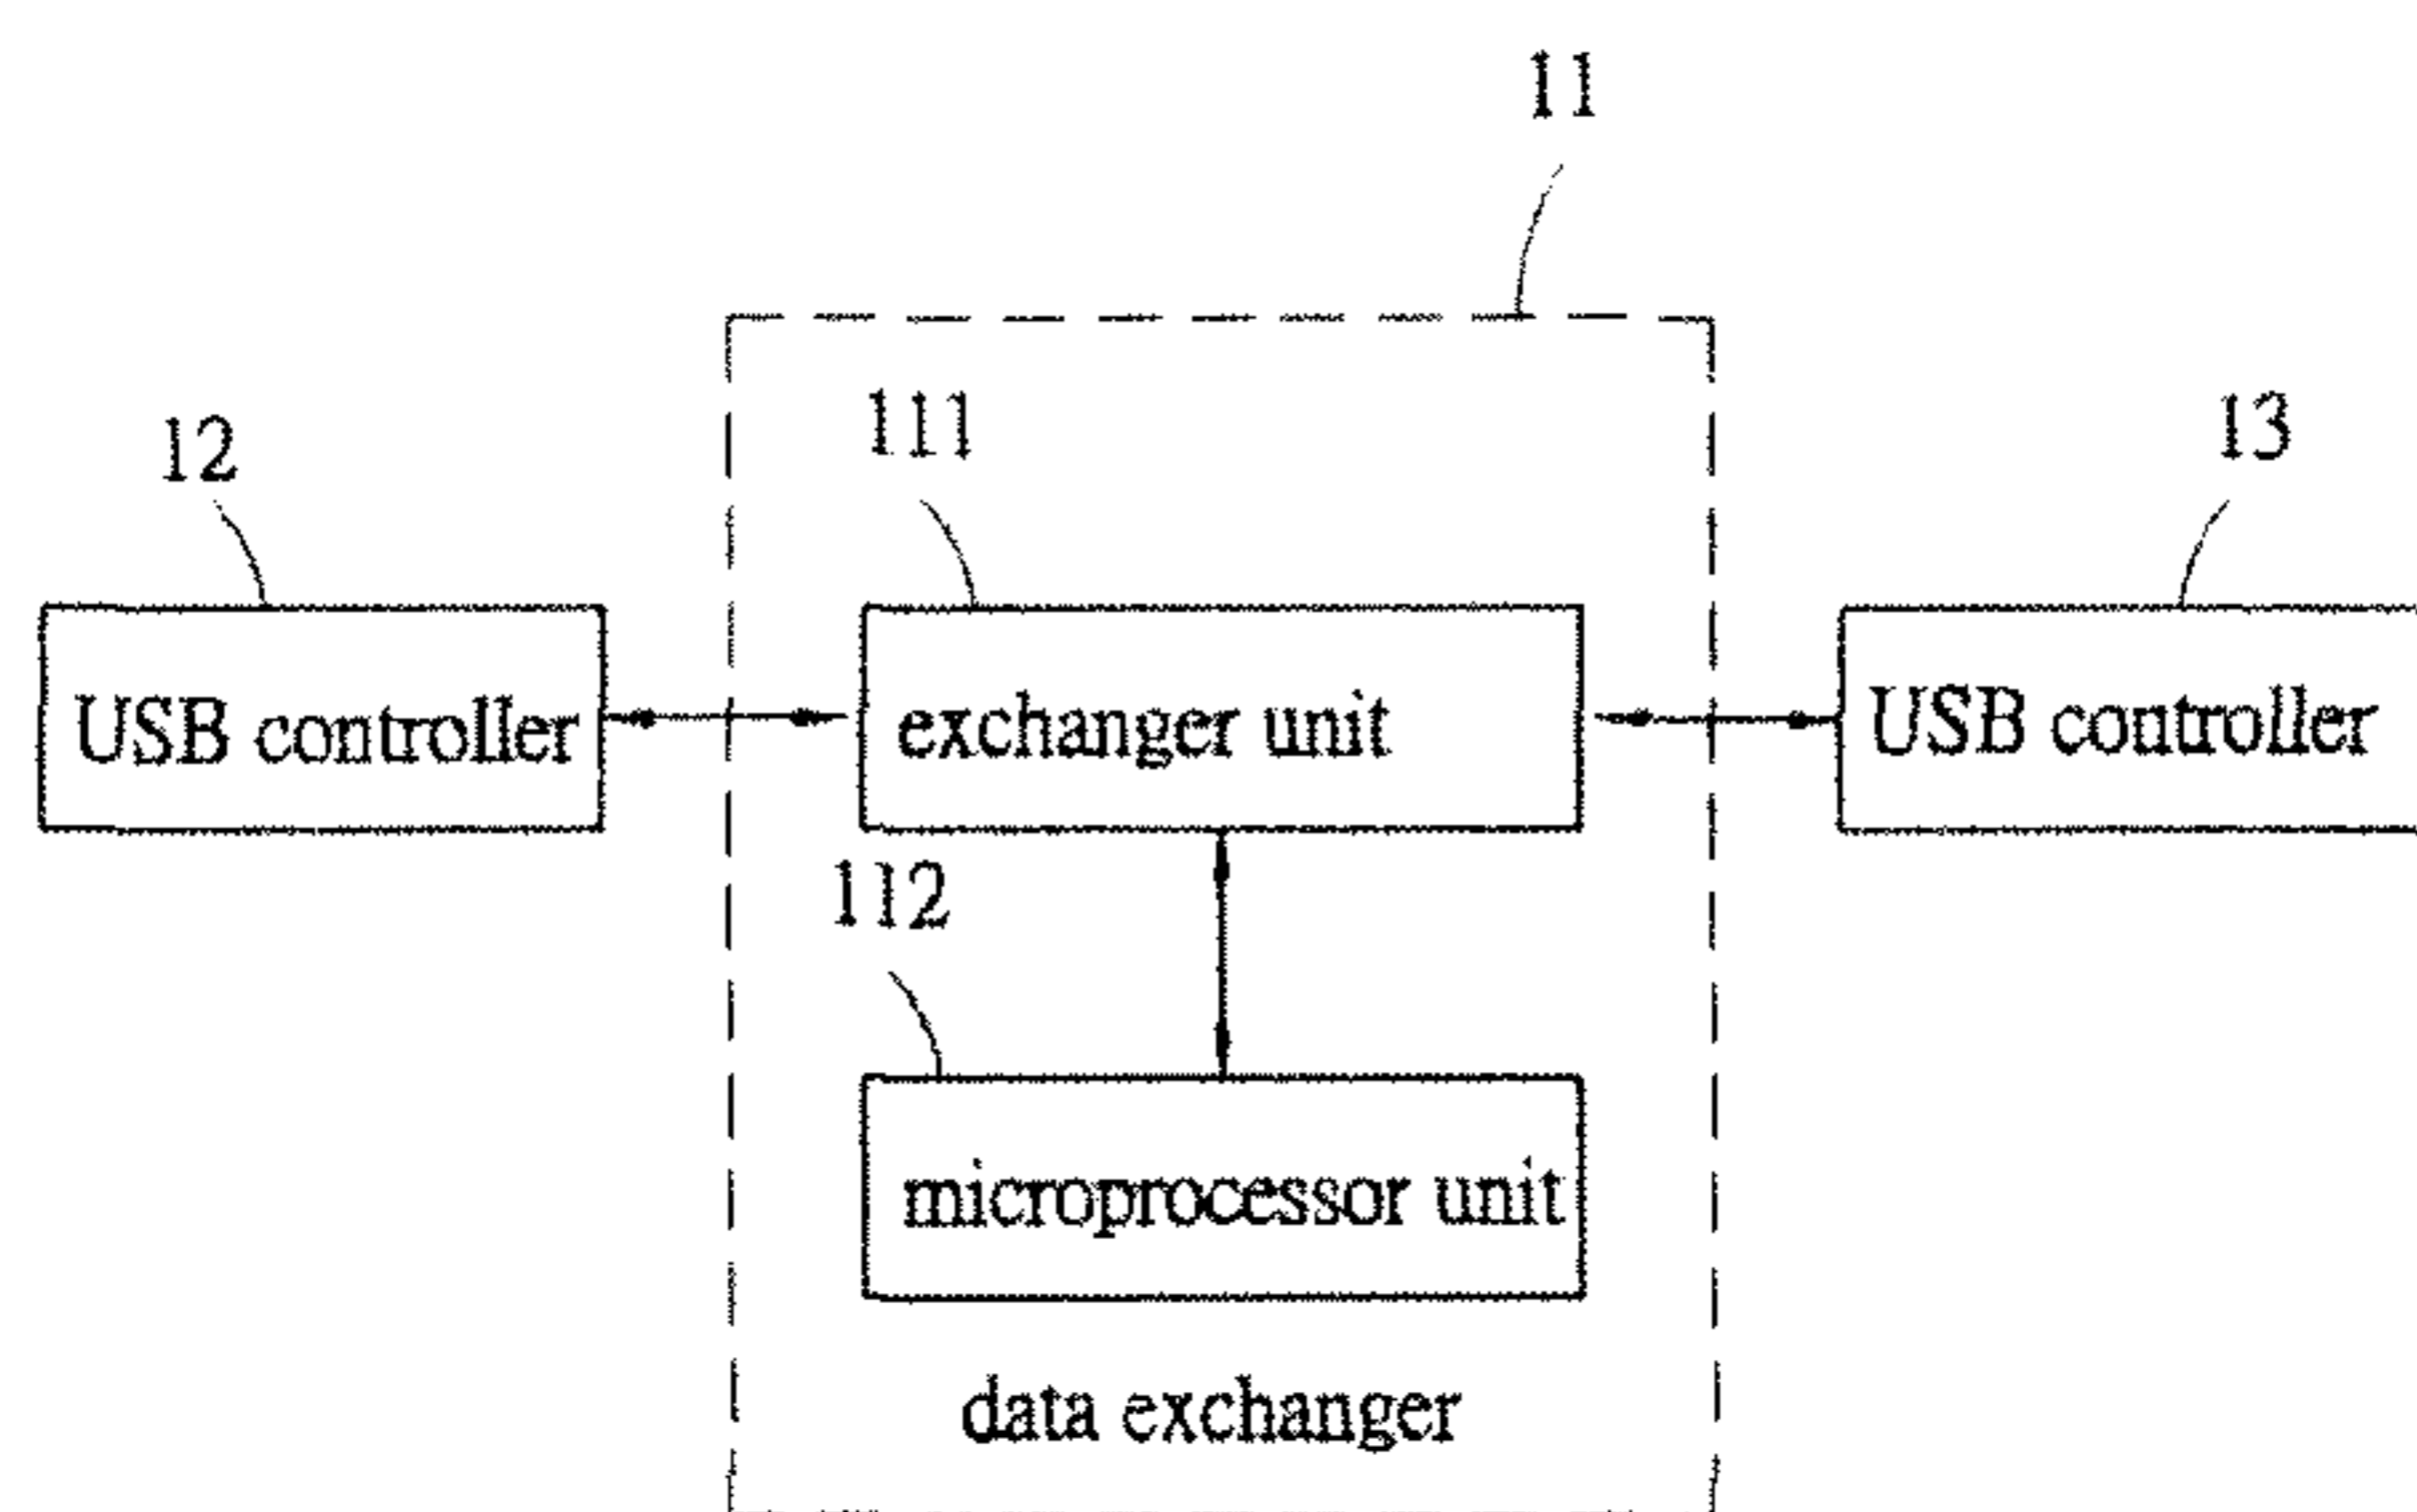 11
12
111
13
USB controller
exchanger unit
USB controller
112
microprocessor unit
data exchanger